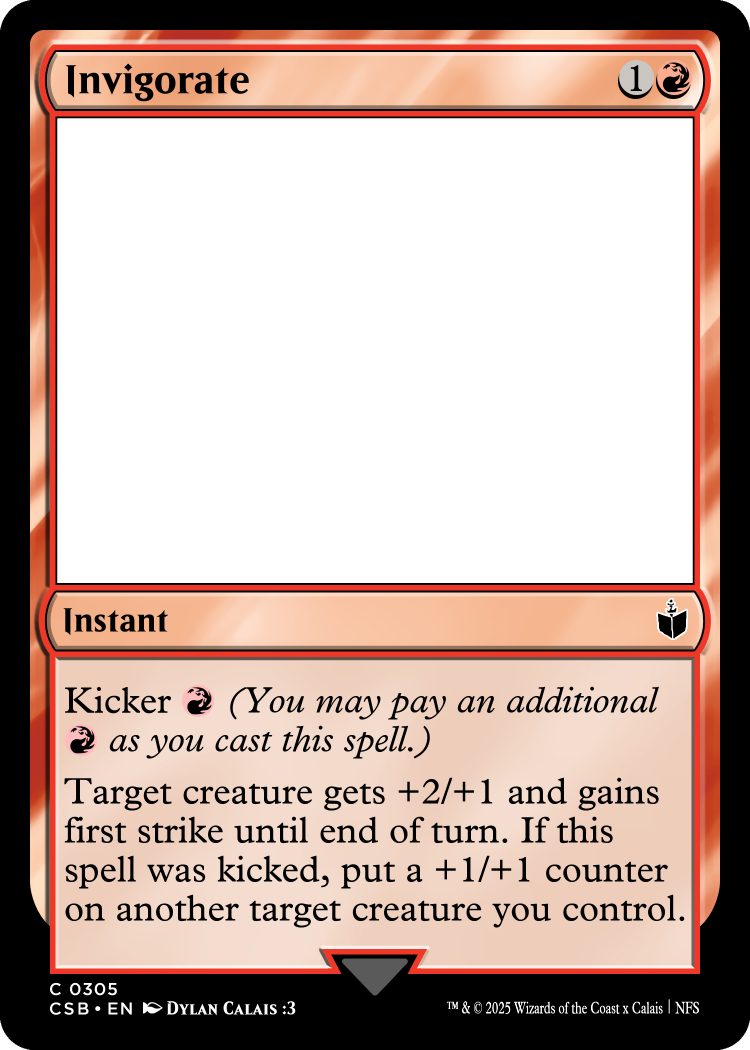 Invigorate 1
Instant
Kicker (You may pay an additional
as you cast this spell.)
Target creature gets +2/+1 and gains
first strike until end of turn. If this
spell was kicked, put a +1/+1 counter
on another target creature you control.
C 0305
CSB • EN Dylan Calais :3 ™ & © 2025 Wizards of the Coast x Calais | NFS